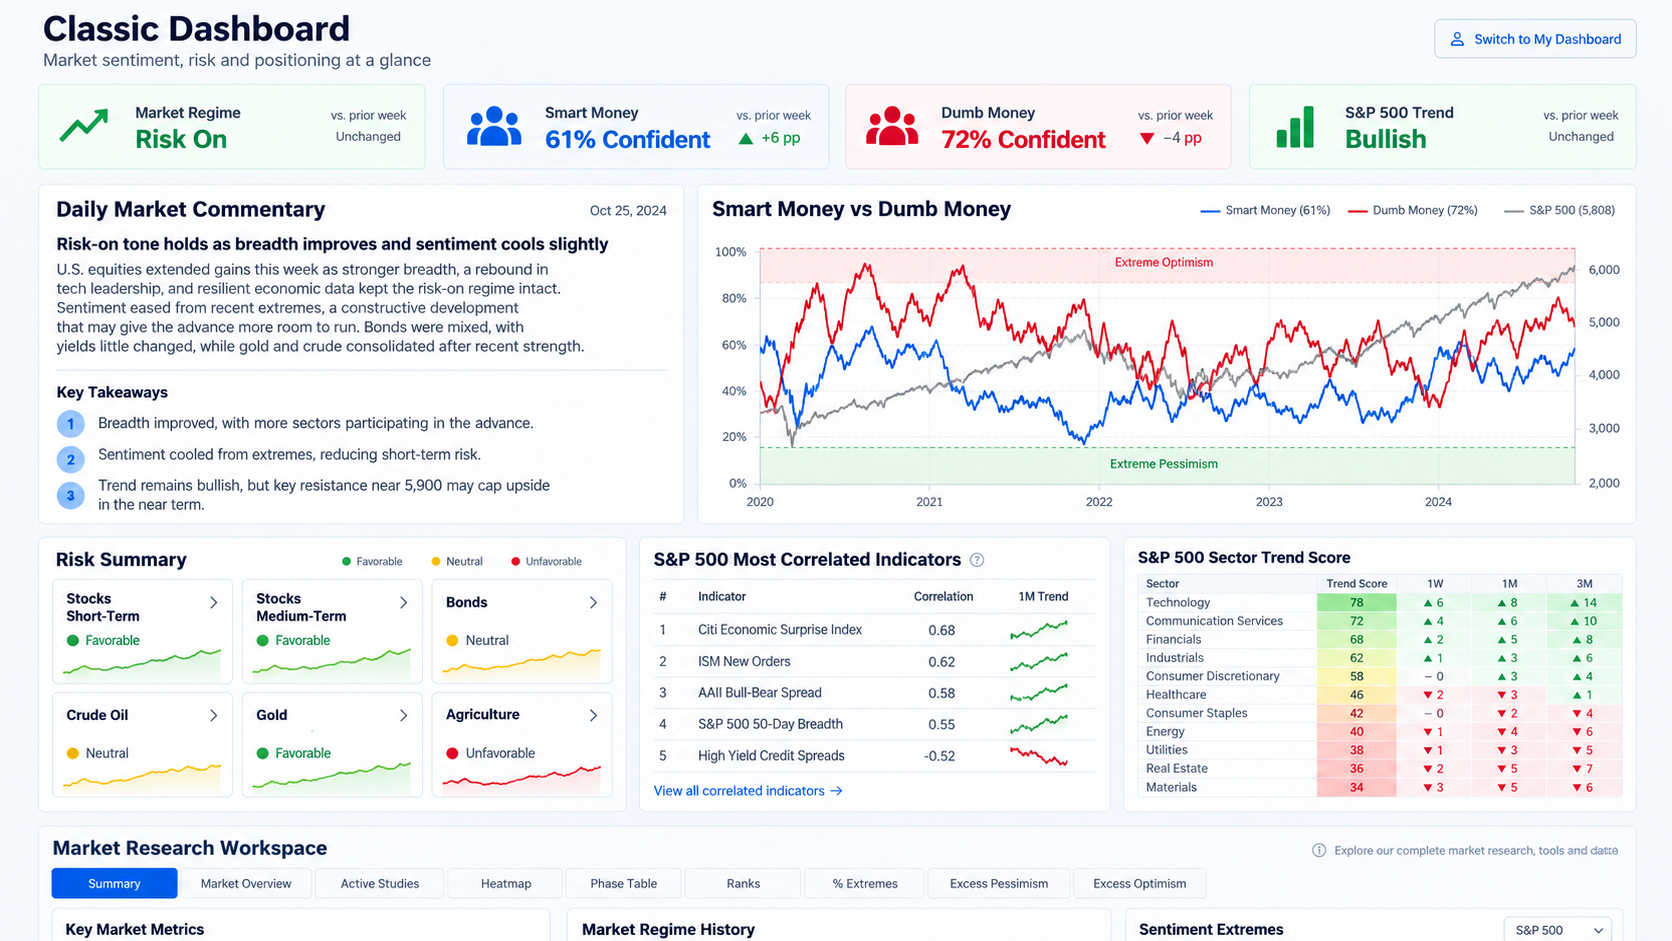 Classic Dashboard
Market sentiment, risk and positioning at a glance
Switch to My Dashboard
Market Regime
Risk On
vs. prior week
Unchanged
Smart Money
61% Confident
vs. prior week
▲ +6 pp
Dumb Money
72% Confident
vs. prior week
▼ −4 pp
S&P 500 Trend
Bullish
vs. prior week
Unchanged
Daily Market Commentary
Oct 25, 2024
Risk-on tone holds as breadth improves and sentiment cools slightly
U.S. equities extended gains this week as stronger breadth, a rebound in
tech leadership, and resilient economic data kept the risk-on regime intact.
Sentiment eased from recent extremes, a constructive development
that may give the advance more room to run. Bonds were mixed, with
yields little changed, while gold and crude consolidated after recent strength.
Key Takeaways
1 Breadth improved, with more sectors participating in the advance.
2 Sentiment cooled from extremes, reducing short-term risk.
3 Trend remains bullish, but key resistance near 5,900 may cap upside
in the near term.
Smart Money vs Dumb Money
Smart Money (61%)
Dumb Money (72%)
S&P 500 (5,808)
100%
80%
60%
40%
20%
0%
Extreme Optimism
Extreme Pessimism
6,000
5,000
4,000
3,000
2,000
2020
2021
2022
2023
2024
Risk Summary
Favorable
Neutral
Unfavorable
Stocks
Short-Term
Favorable
Stocks
Medium-Term
Favorable
Bonds
Neutral
Crude Oil
Neutral
Gold
Favorable
Agriculture
Unfavorable
S&P 500 Most Correlated Indicators ?
# Indicator Correlation 1M Trend
1 Citi Economic Surprise Index 0.68
2 ISM New Orders 0.62
3 AAII Bull-Bear Spread 0.58
4 S&P 500 50-Day Breadth 0.55
5 High Yield Credit Spreads -0.52
View all correlated indicators →
S&P 500 Sector Trend Score
Sector Trend Score 1W 1M 3M
Technology 78 ▲ 6 ▲ 8 ▲ 14
Communication Services 72 ▲ 4 ▲ 6 ▲ 10
Financials 68 ▲ 2 ▲ 5 ▲ 8
Industrials 62 ▲ 1 ▲ 3 ▲ 6
Consumer Discretionary 58 – 0 ▲ 3 ▲ 4
Healthcare 46 ▼ 2 ▼ 3 ▲ 1
Consumer Staples 42 – 0 ▼ 2 ▼ 4
Energy 40 ▼ 1 ▼ 4 ▼ 6
Utilities 38 ▼ 1 ▼ 3 ▼ 5
Real Estate 36 ▼ 2 ▼ 5 ▼ 7
Materials 34 ▼ 3 ▼ 5 ▼ 6
Market Research Workspace
Explore our complete market research, tools and
Summary
Market Overview
Active Studies
Heatmap
Phase Table
Ranks
% Extremes
Excess Pessimism
Excess Optimism
Key Market Metrics
Market Regime History
Sentiment Extremes
S&P 500